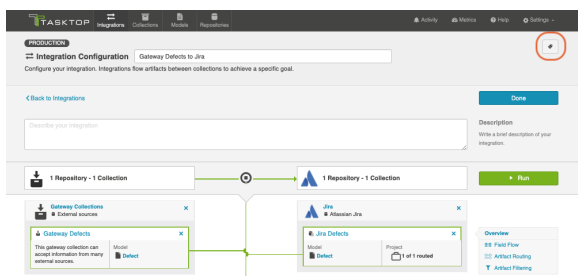 TASKTOP
Integrations
Collections
Models
Repositories
Activity
Metrics
Help
Settings
PRODUCTION
Integration Configuration
Gateway Defects to Jira
Configure your integration. Integrations flow artifacts between collections to achieve a specific goal.
Back to Integrations
Done
Describe your integration
Description
Write a brief description of your
integration.
1 Repository - 1 Collection
1 Repository - 1 Collection
Run
Gateway Collections
External sources
Jira
Atlassian Jira
Gateway Defects
This gateway collection can
accept information from many
external sources.
Model
Defect
Jira Defects
Model
Defect
Project
1 of 1 routed
Overview
Field Flow
Artifact Routing
Artifact Filtering